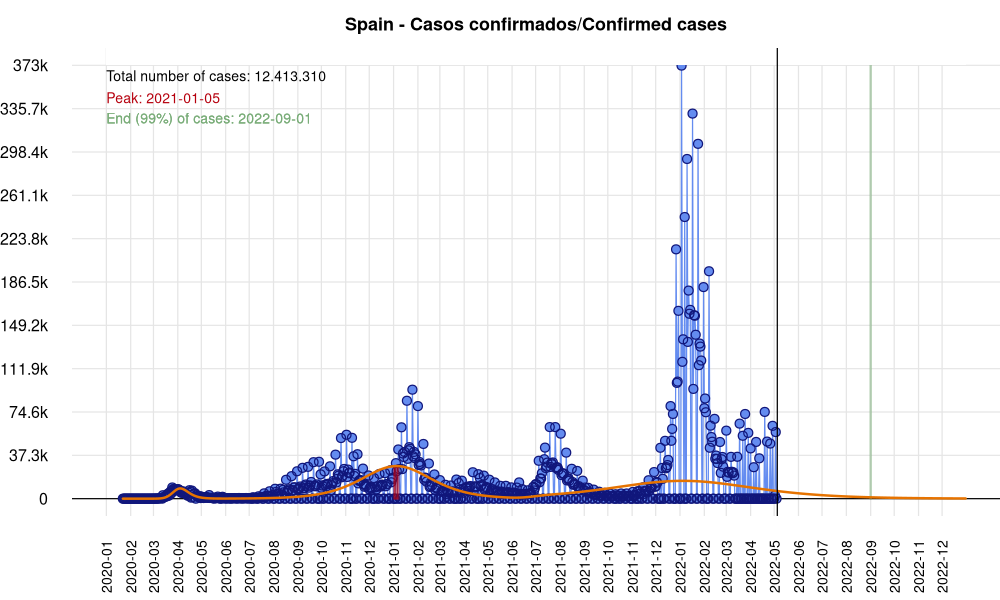 Spain - Casos confirmados/Confirmed cases
373k
335.7k
298.4k
261.1k
223.8k
186.5k
149.2k
111.9k
74.6k
37.3k
0
Total number of cases: 12.413.310
Peak: 2021-01-05
End (99%) of cases: 2022-09-01
2020-01
2020-02
2020-03
2020-04
2020-05
2020-06
2020-07
2020-08
2020-09
2020-10
2020-11
2020-12
2021-01
2021-02
2021-03
2021-04
2021-05
2021-06
2021-07
2021-08
2021-09
2021-10
2021-11
2021-12
2022-01
2022-02
2022-03
2022-04
2022-05
2022-06
2022-07
2022-08
2022-09
2022-10
2022-11
2022-12